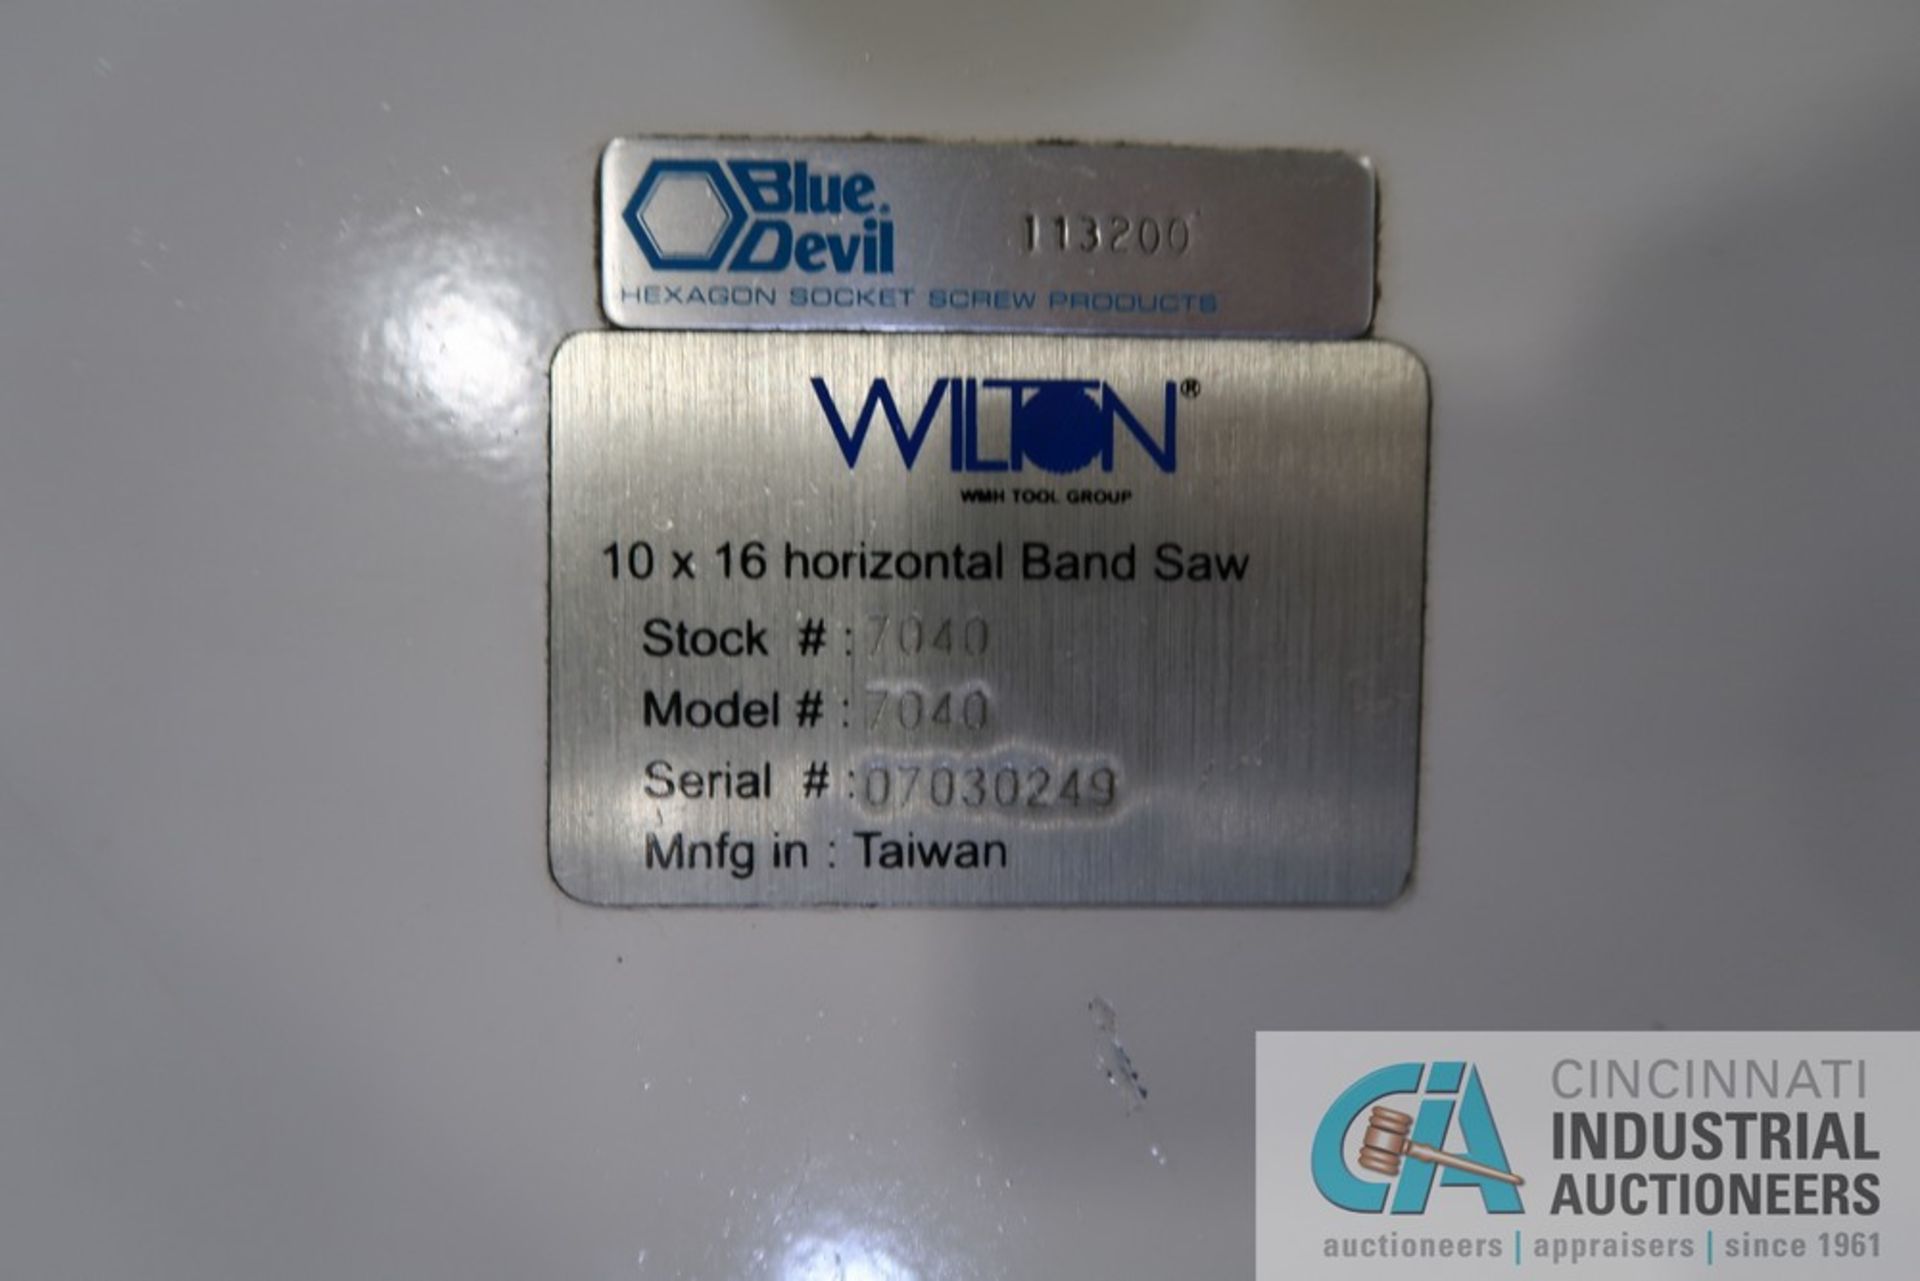 Blue.
Devil
113200
HEXAGON SOCKET SCREW PRODUCTS
WILTON®
WMH TOOL GROUP
10 x 16 horizontal Band Saw
Stock # : 7040
Model # : 7040
Serial # : 07030249
Mnfg in : Taiwan
CIA
CINCINNATI
INDUSTRIAL
AUCTIONEERS
auctioneers | appraisers | since 1961